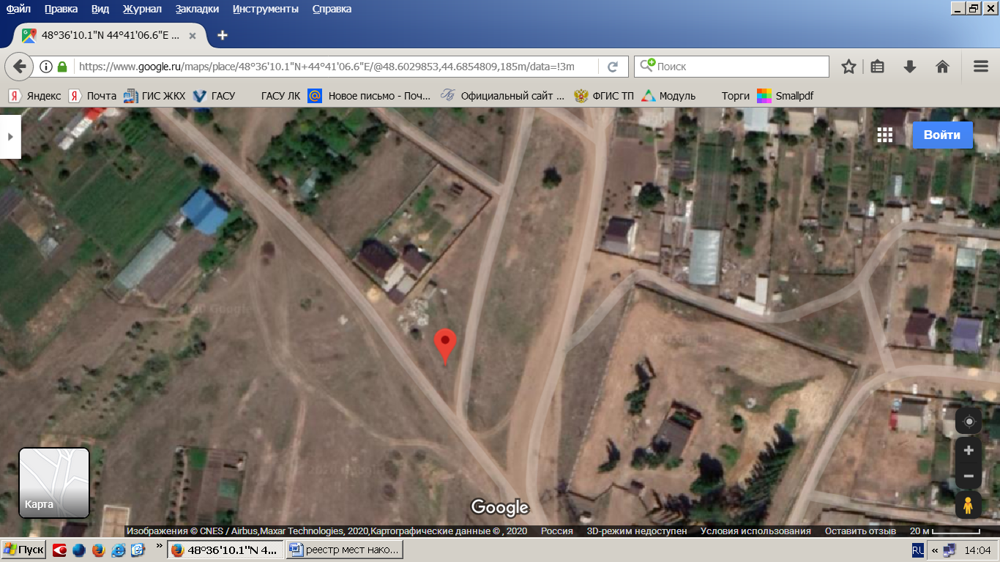 Файл Правка Вид Журнал Закладки Инструменты Справка
48°36'10.1"N 44°41'06.6"E ...
https://www.google.ru/maps/place/48°36'10.1"N+44°41'06.6"E/@48.6029853,44.6854809,185m/data=!3m
Поиск
Яндекс Почта ГИС ЖКХ ГАСУ ГАСУ ЛК Новое письмо - Поч... Официальный сайт ... ФГИС ТП Модуль Торги Smallpdf
Войти
Карта
Google
Изображения © CNES / Airbus,Maxar Technologies, 2020,Картографические данные © , 2020 Россия 3D-режим недоступен Условия использования Оставить отзыв 20 м
Пуск » 48°36'10.1"N 4... реестр мест нако... RU « 14:04